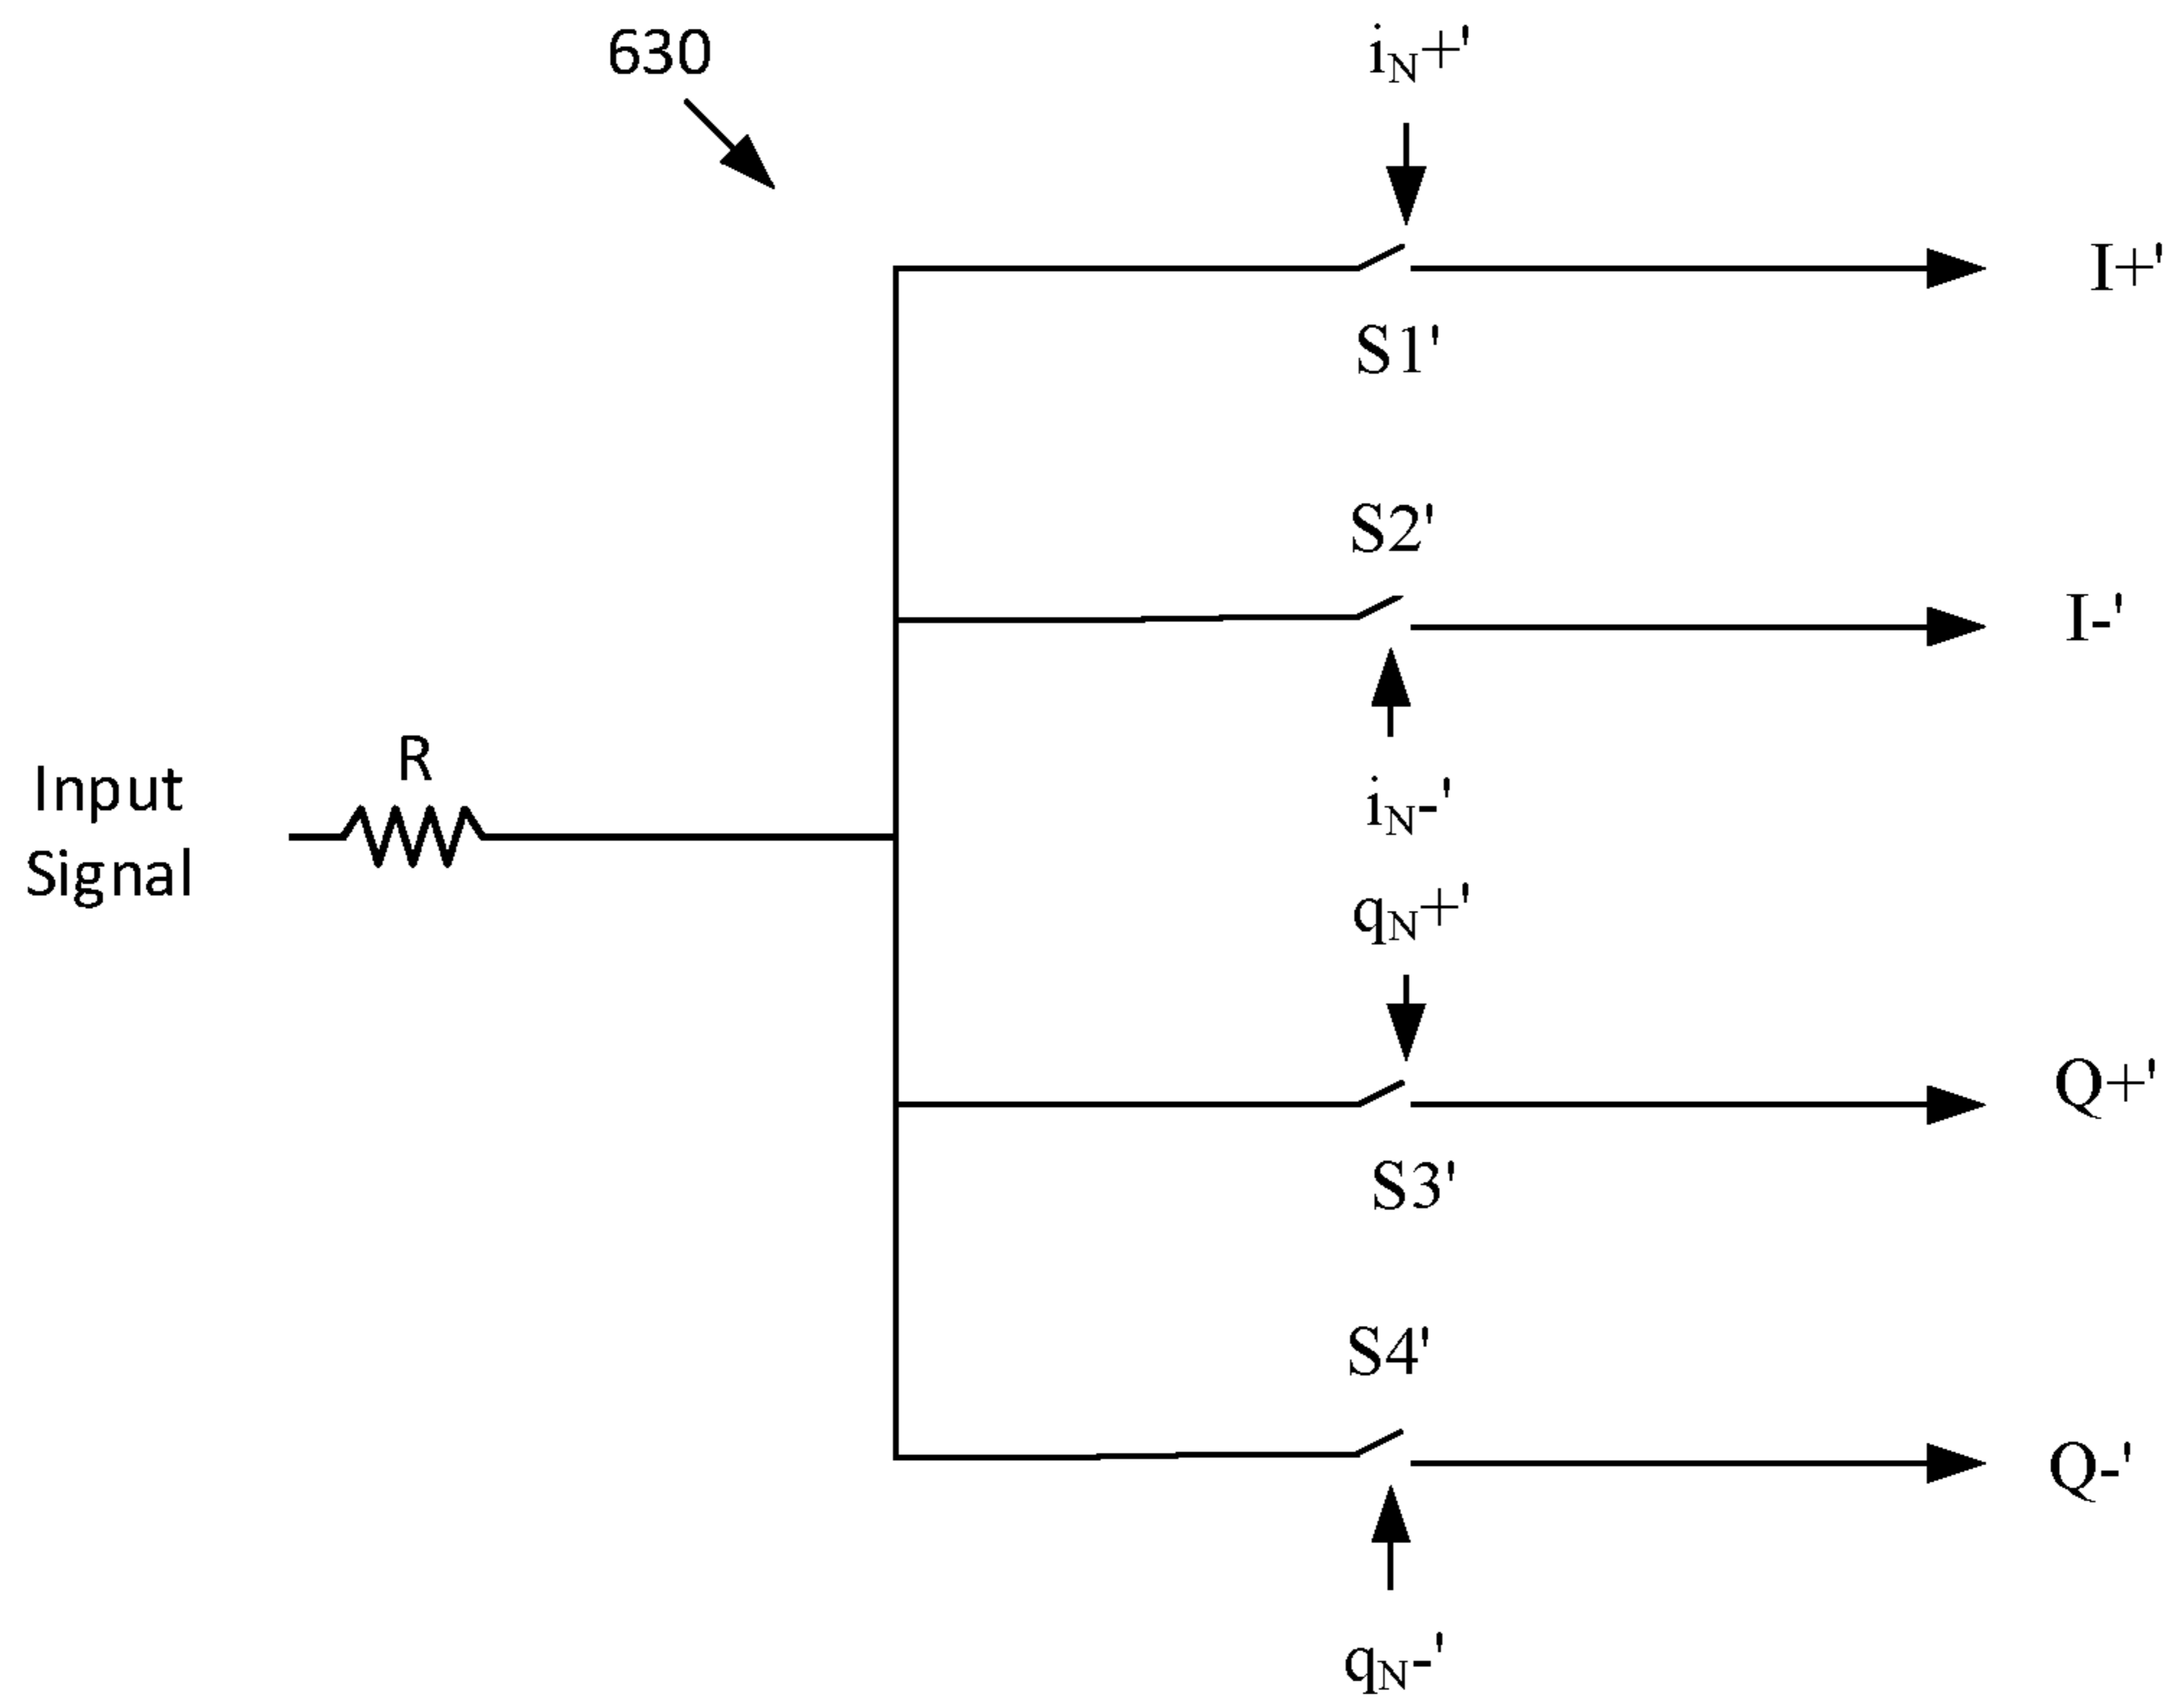 630
iN+'
I+'
S1'
S2'
I-'
R
Input
Signal
iN-'
qN+'
Q+'
S3'
S4'
Q-'
qN-'